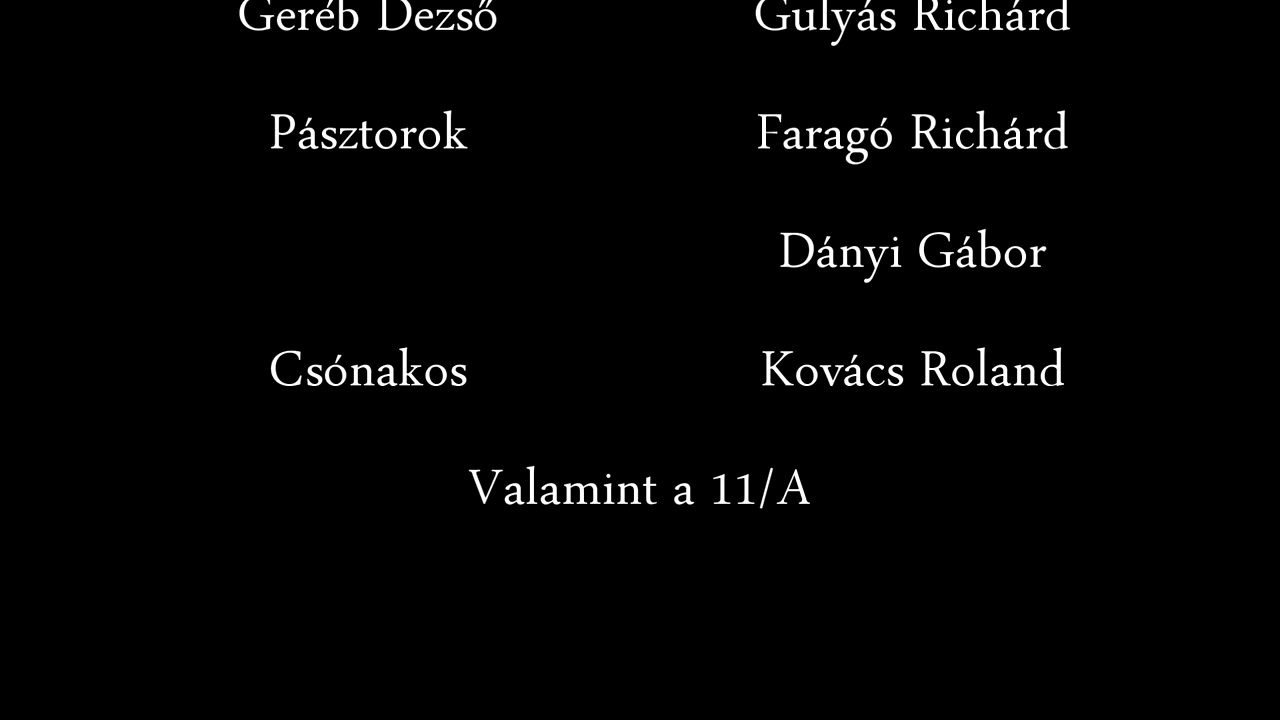 Geréb Dezső Gulyás Richárd
Pásztorok Faragó Richárd
Dányi Gábor
Csónakos Kovács Roland
Valamint a 11/A